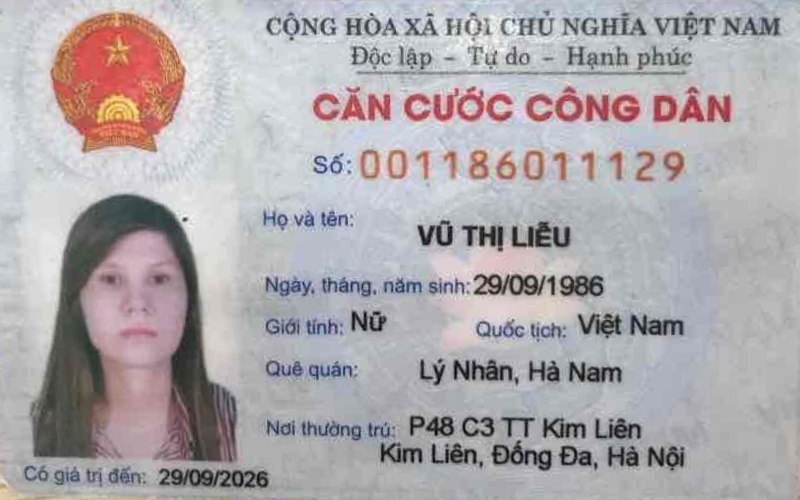 CỘNG HÒA XÃ HỘI CHỦ NGHĨA VIỆT NAM
Độc lập - Tự do - Hạnh phúc
CĂN CƯỚC CÔNG DÂN
Số: 001186011129
Họ và tên:
VŨ THỊ LIỄU
Ngày, tháng, năm sinh: 29/09/1986
Giới tính: Nữ Quốc tịch: Việt Nam
Quê quán: Lý Nhân, Hà Nam
Nơi thường trú: P48 C3 TT Kim Liên
Kim Liên, Đống Đa, Hà Nội
Có giá trị đến: 29/09/2026